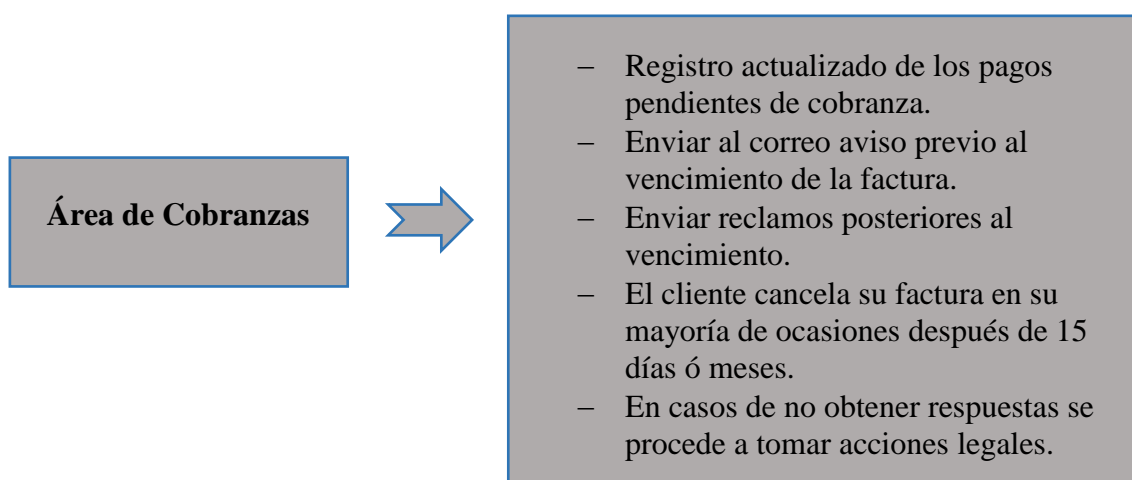 Área de Cobranzas
– Registro actualizado de los pagos
pendientes de cobranza.
– Enviar al correo aviso previo al
vencimiento de la factura.
– Enviar reclamos posteriores al
vencimiento.
– El cliente cancela su factura en su
mayoría de ocasiones después de 15
días ó meses.
– En casos de no obtener respuestas se
procede a tomar acciones legales.